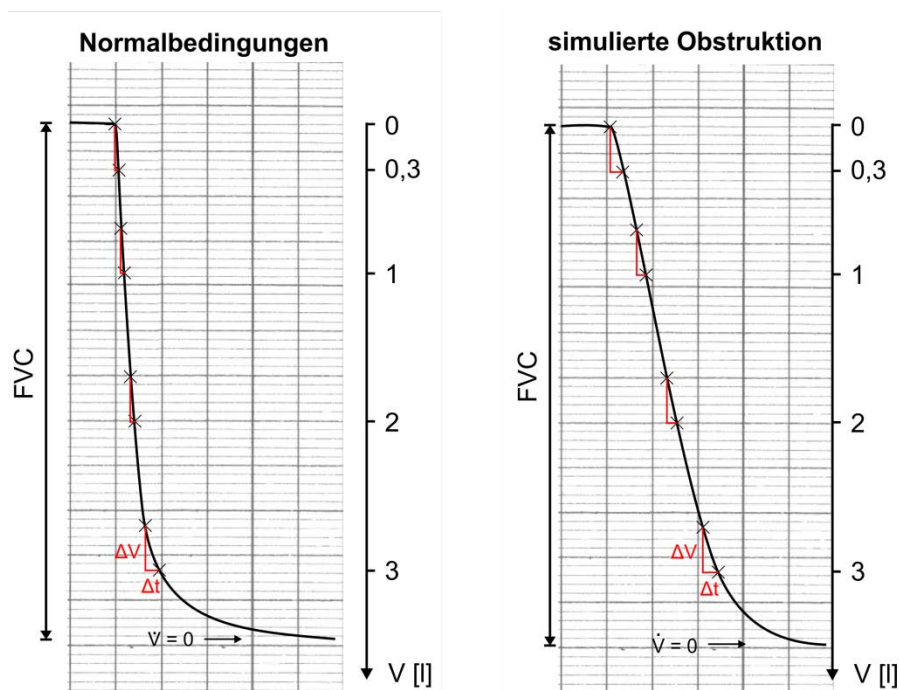 Normalbedingungen
FVC
0
0,3
1
2
3
ΔV
Δt
V̇ = 0
V [l]
simulierte Obstruktion
FVC
0
0,3
1
2
3
ΔV
Δt
V̇ = 0
V [l]